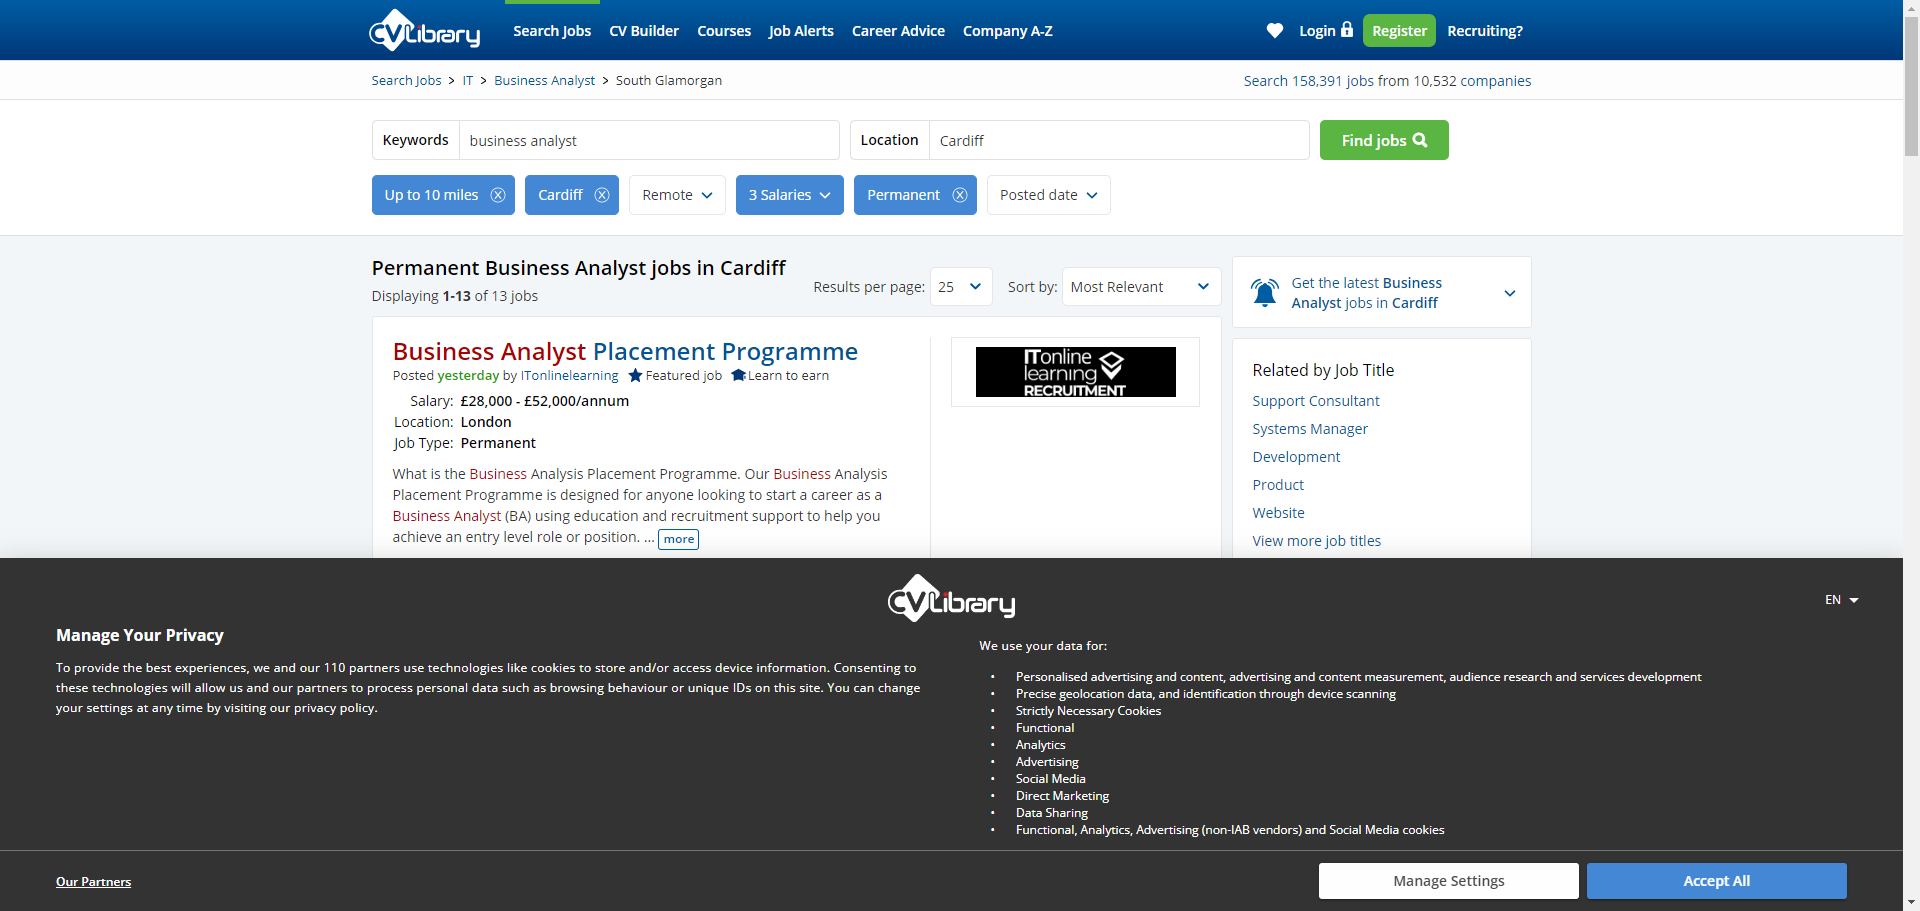 CVLibrary
Search Jobs CV Builder Courses Job Alerts Career Advice Company A-Z
Login Register Recruiting?
Search Jobs > IT > Business Analyst > South Glamorgan
Search 158,391 jobs from 10,532 companies
Keywords business analyst
Location Cardiff
Find jobs
Up to 10 miles Cardiff Remote 3 Salaries Permanent Posted date
Permanent Business Analyst jobs in Cardiff
Displaying 1-13 of 13 jobs
Results per page: 25 Sort by: Most Relevant
Business Analyst Placement Programme
Posted yesterday by ITonlinelearning Featured job Learn to earn
Salary: £28,000 - £52,000/annum
Location: London
Job Type: Permanent
What is the Business Analysis Placement Programme. Our Business Analysis
Placement Programme is designed for anyone looking to start a career as a
Business Analyst (BA) using education and recruitment support to help you
achieve an entry level role or position. ... more
ITonline
learning
RECRUITMENT
Get the latest Business
Analyst jobs in Cardiff
Related by Job Title
Support Consultant
Systems Manager
Development
Product
Website
View more job titles
CVLibrary
EN
Manage Your Privacy
To provide the best experiences, we and our 110 partners use technologies like cookies to store and/or access device information. Consenting to
these technologies will allow us and our partners to process personal data such as browsing behaviour or unique IDs on this site. You can change
your settings at any time by visiting our privacy policy.
We use your data for:
• Personalised advertising and content, advertising and content measurement, audience research and services development
• Precise geolocation data, and identification through device scanning
• Strictly Necessary Cookies
• Functional
• Analytics
• Advertising
• Social Media
• Direct Marketing
• Data Sharing
• Functional, Analytics, Advertising (non-IAB vendors) and Social Media cookies
Our Partners
Manage Settings
Accept All